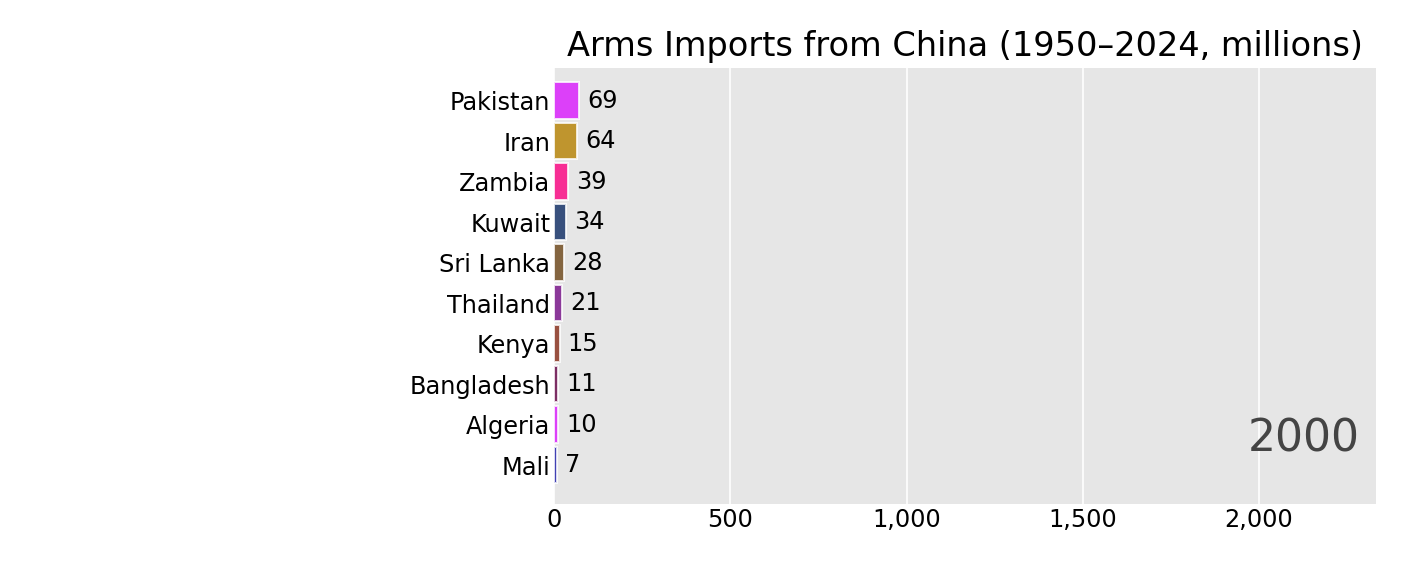 Arms Imports from China (1950–2024, millions)
Pakistan 69
Iran 64
Zambia 39
Kuwait 34
Sri Lanka 28
Thailand 21
Kenya 15
Bangladesh 11
Algeria 10
2000
Mali 7
0 500 1,000 1,500 2,000